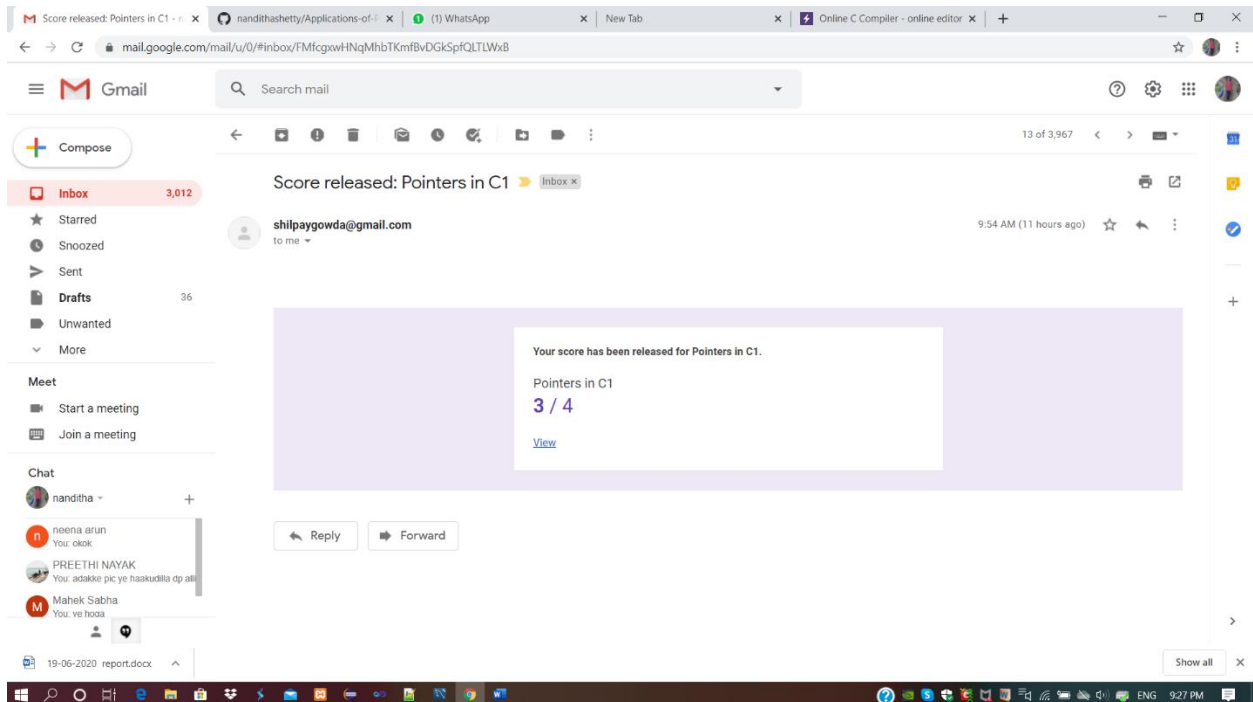 Score released: Pointers in C1 - n
nandithashetty/Applications-of-P
(1) WhatsApp
New Tab
Online C Compiler - online editor
mail.google.com/mail/u/0/#inbox/FMfcgxwHNqMhbTKmfBvDGkSpfQLTLWxB
Gmail
Search mail
Compose
13 of 3,967
Score released: Pointers in C1
Inbox x
Inbox 3,012
Starred
shilpaygowda@gmail.com
9:54 AM (11 hours ago)
to me
Snoozed
Sent
Drafts 36
Unwanted
More
Your score has been released for Pointers in C1.
Pointers in C1
3 / 4
View
Meet
Start a meeting
Join a meeting
Chat
nanditha
neena arun
You: okok
PREETHI NAYAK
You: adakke pic ye haakudilla dp alli
Mahek Sabha
You: ye hoga
Reply
Forward
19-06-2020 report.docx
Show all
ENG
9:27 PM